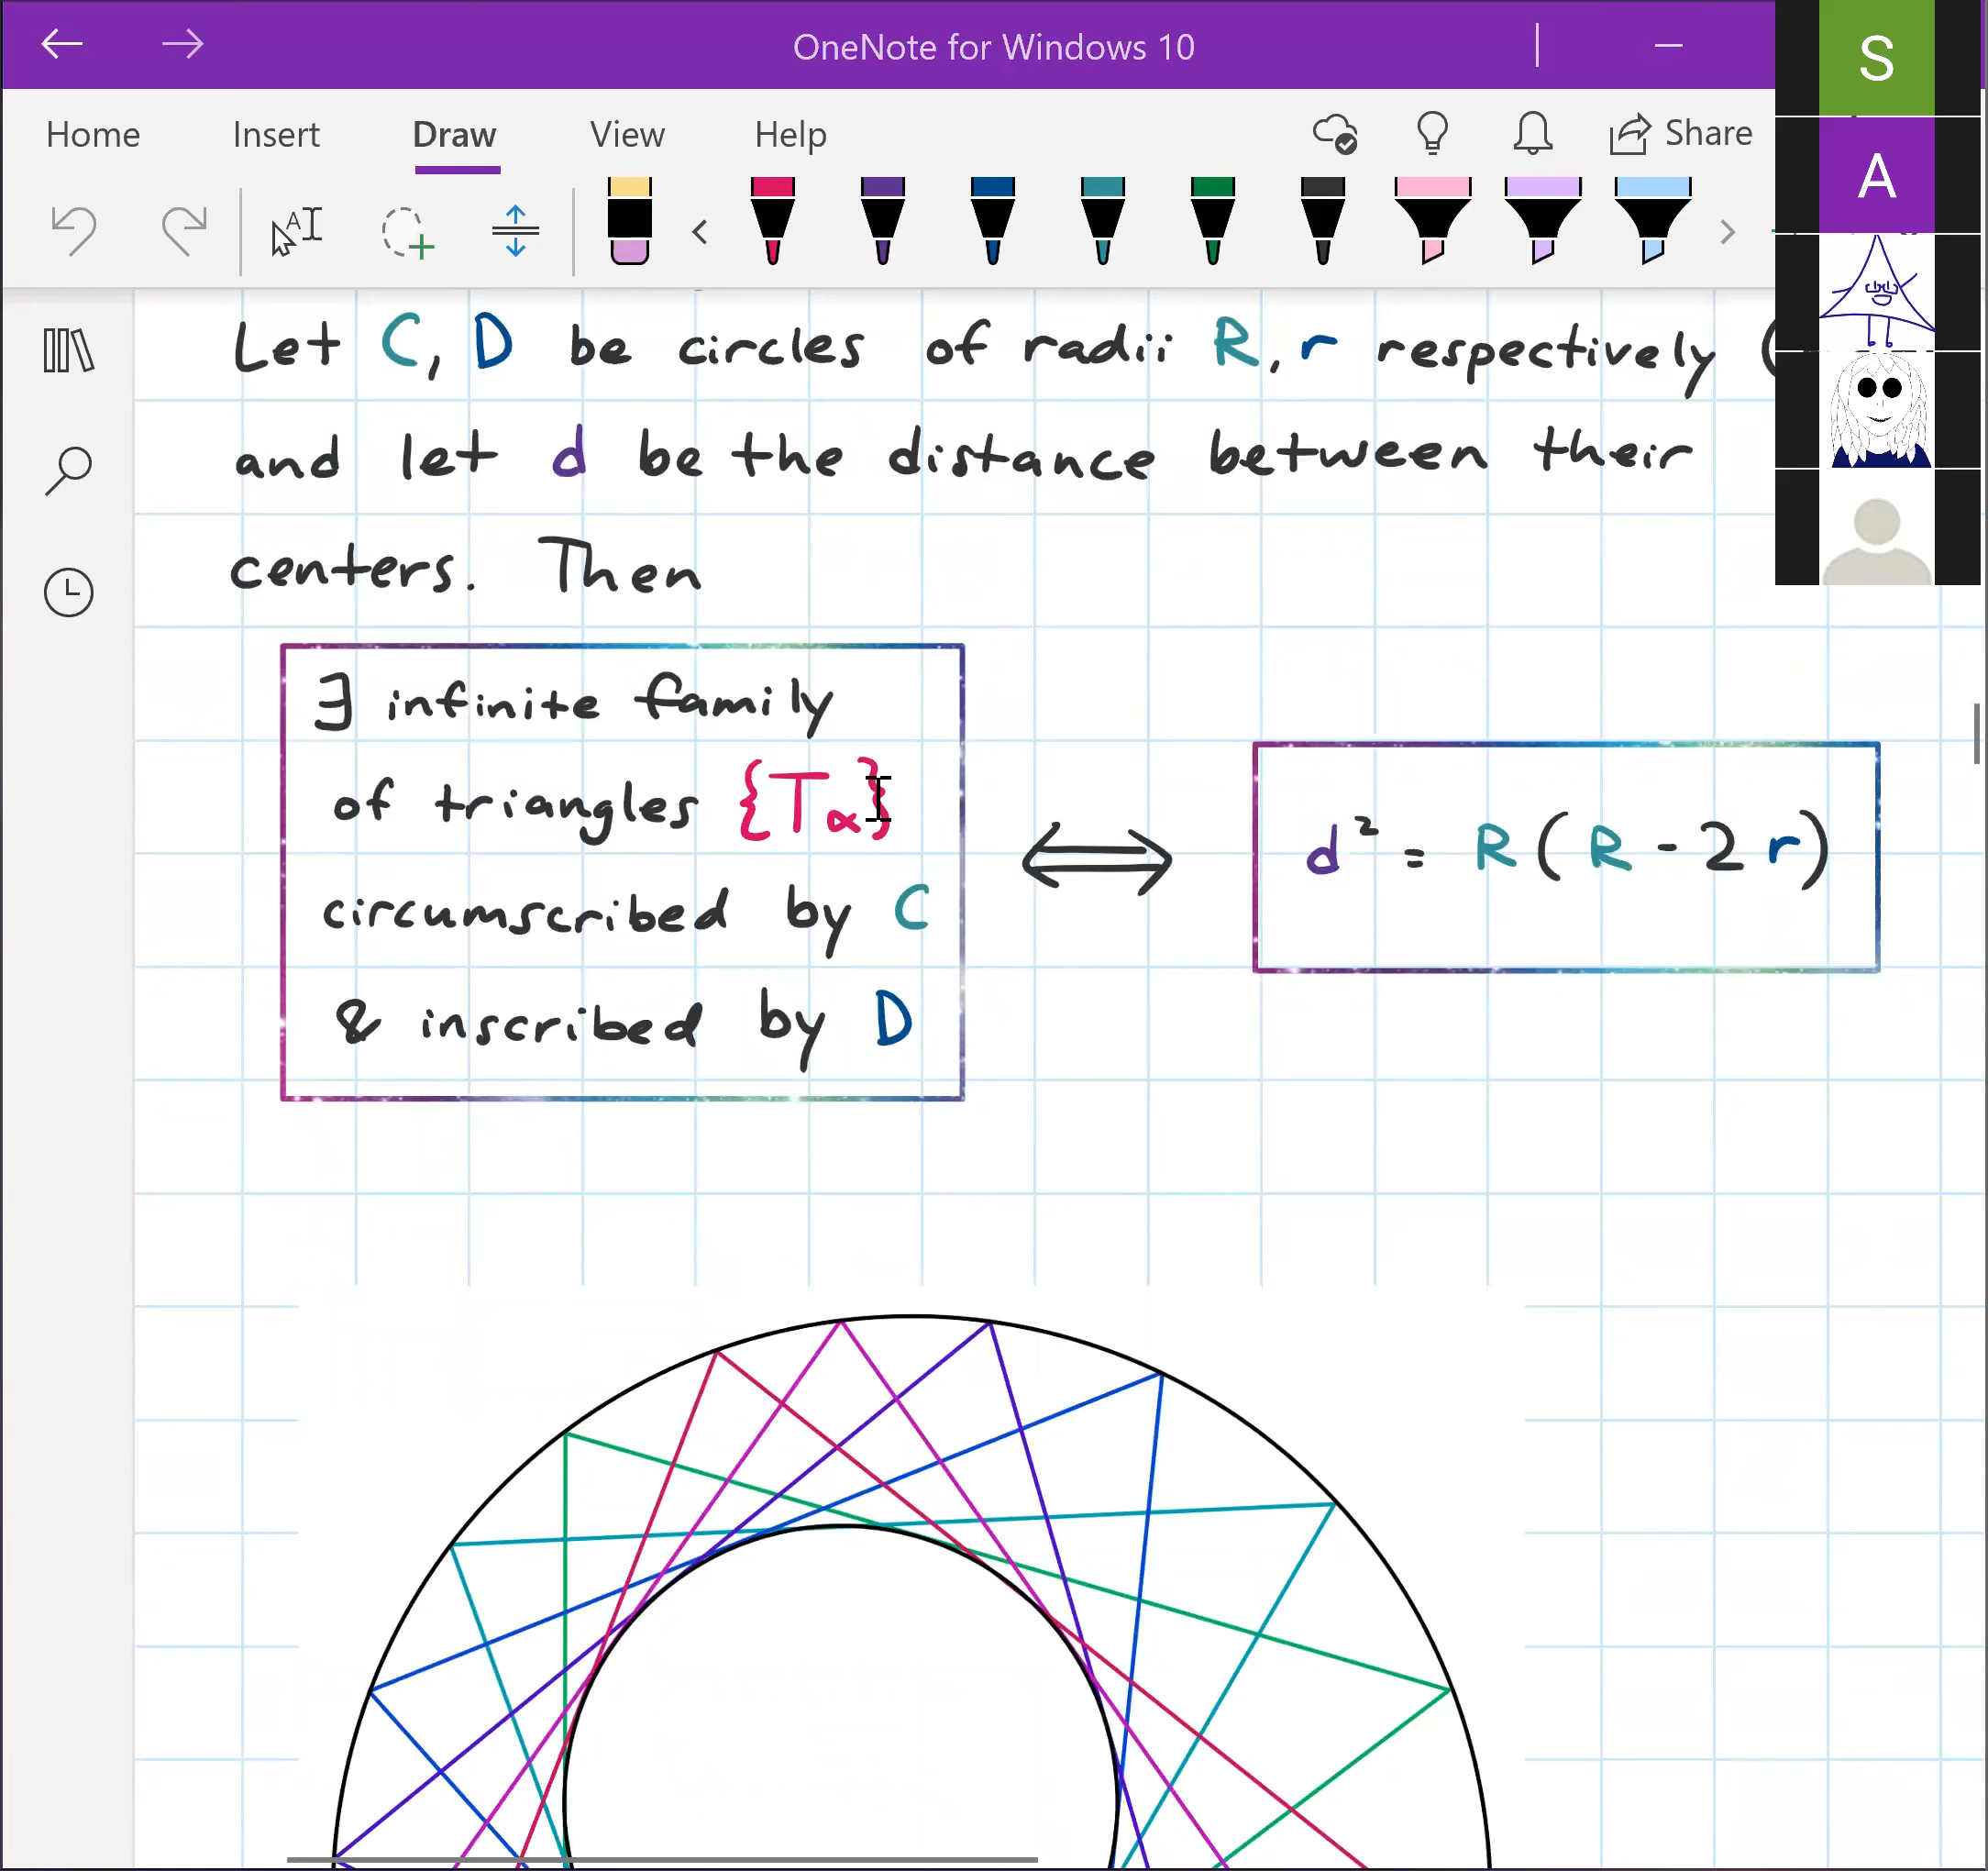 OneNote for Windows 10
S
Home Insert Draw View Help Share
A
Let C, D be circles of radii R, r respectively (
and let d be the distance between their
centers. Then
∃ infinite family
of triangles {Tα}
circumscribed by C
& inscribed by D
⟺
d² = R(R - 2r)